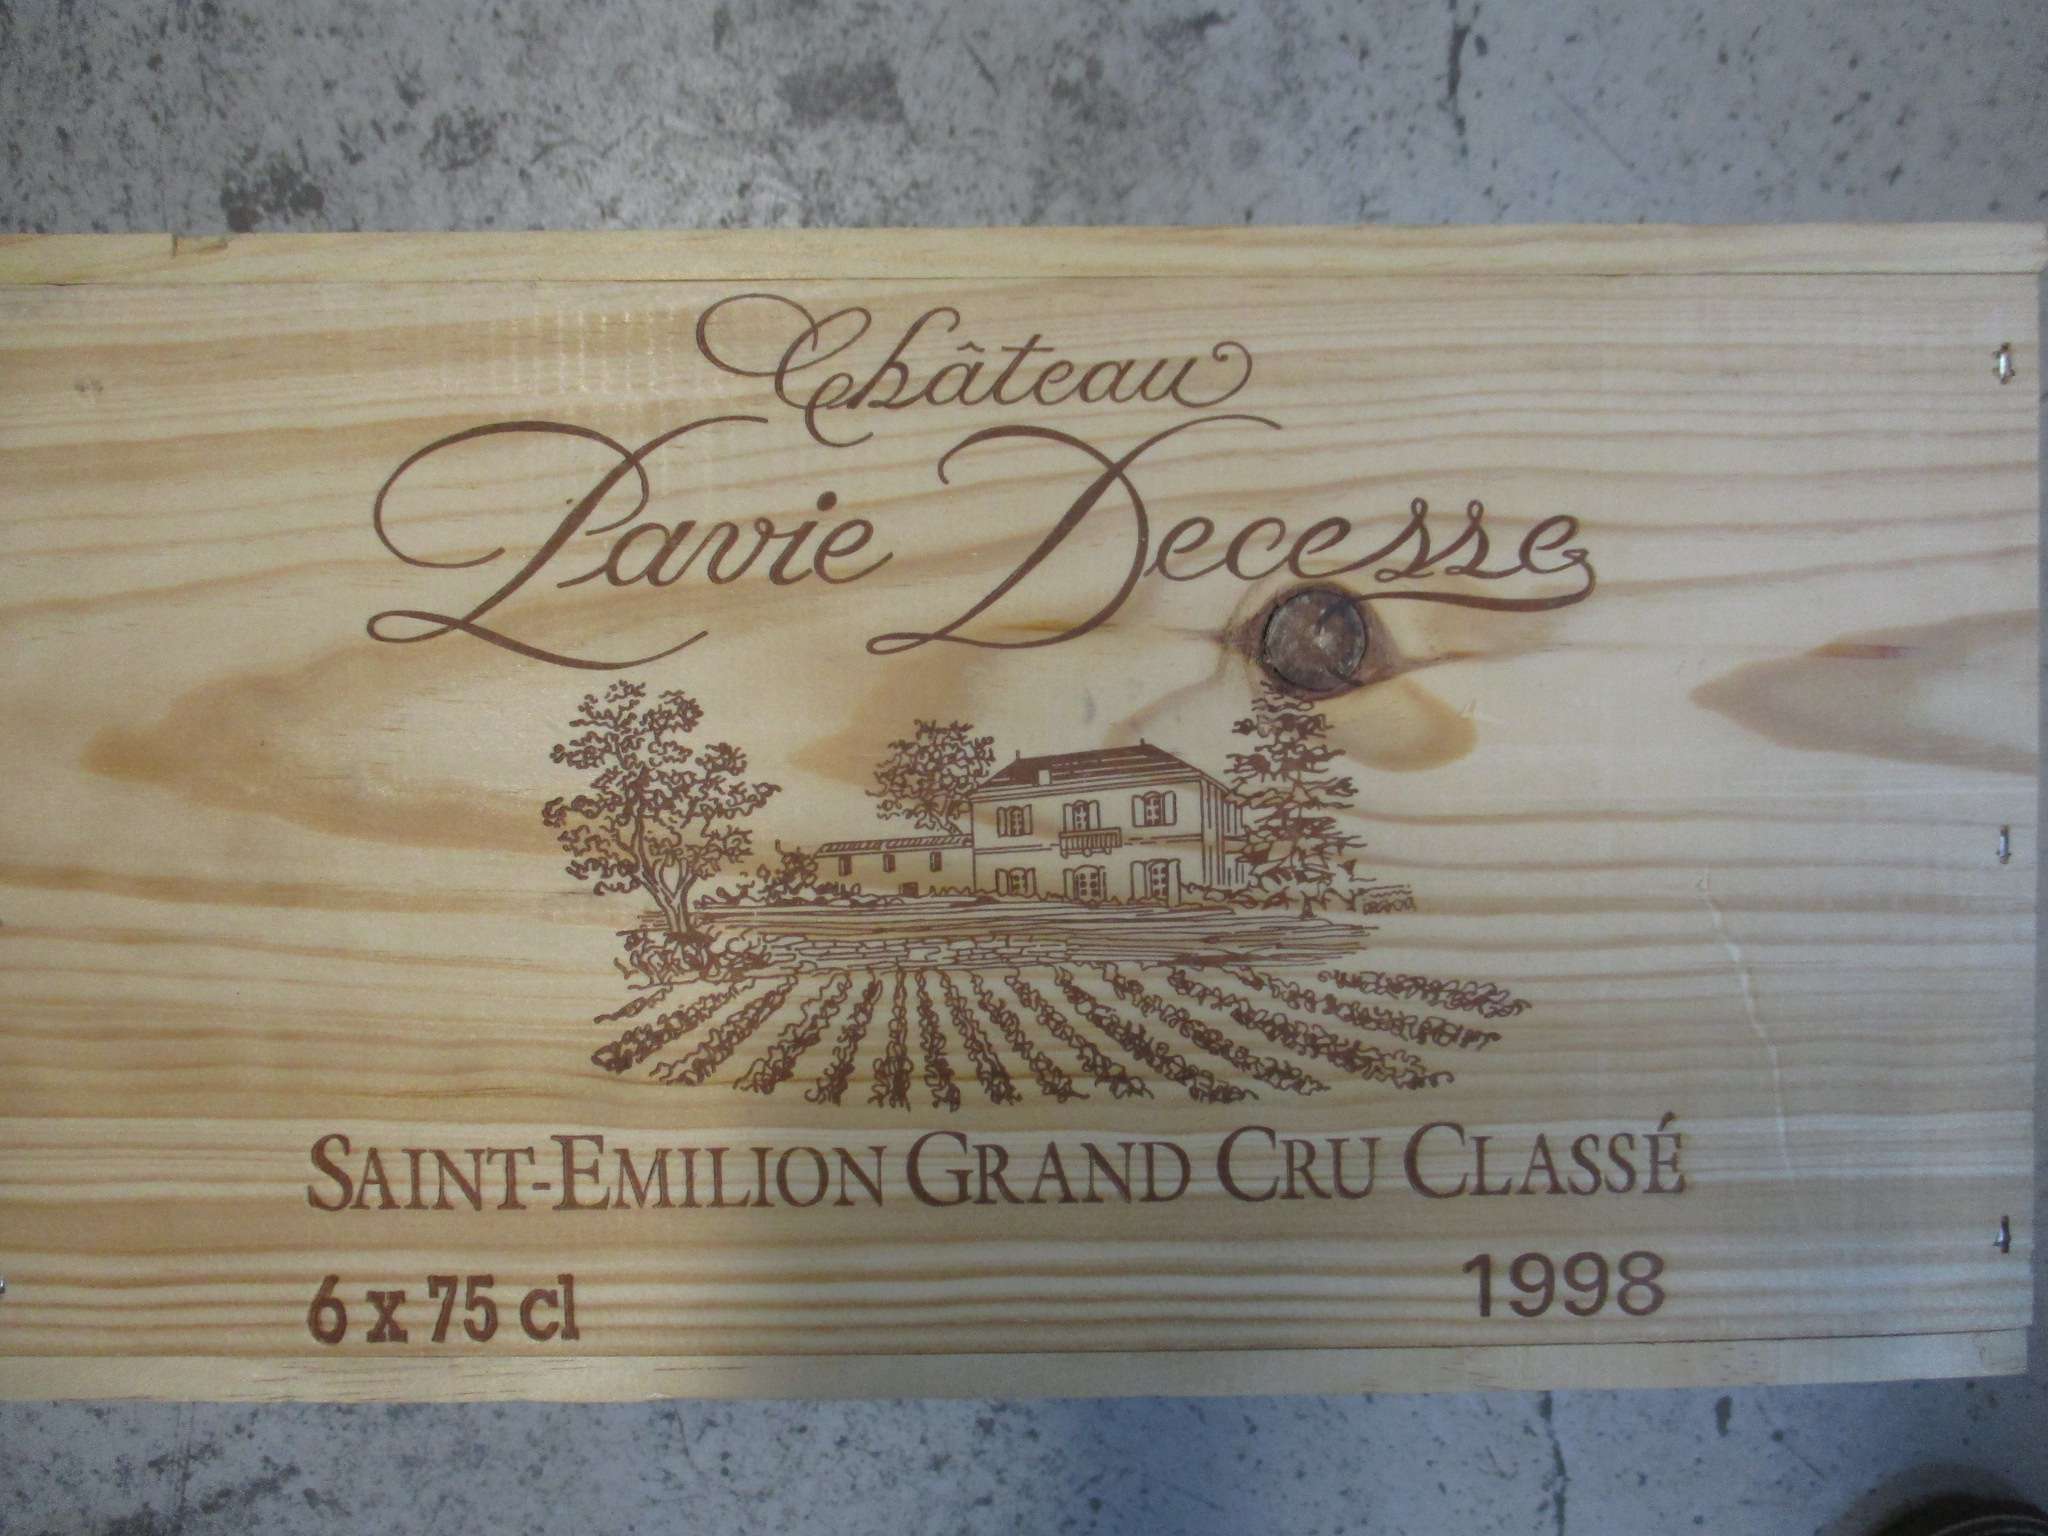 Château
Pavie Decesse
SAINT-EMILION GRAND CRU CLASSÉ
6 x 75 cl
1998